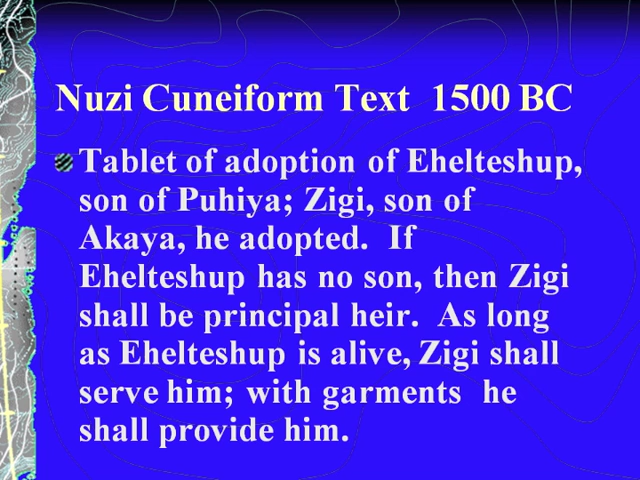 Nuzi Cuneiform Text 1500 BC
Tablet of adoption of Ehelteshup,
son of Puhiya; Zigi, son of
Akaya, he adopted. If
Ehelteshup has no son, then Zigi
shall be principal heir. As long
as Ehelteshup is alive, Zigi shall
serve him; with garments he
shall provide him.